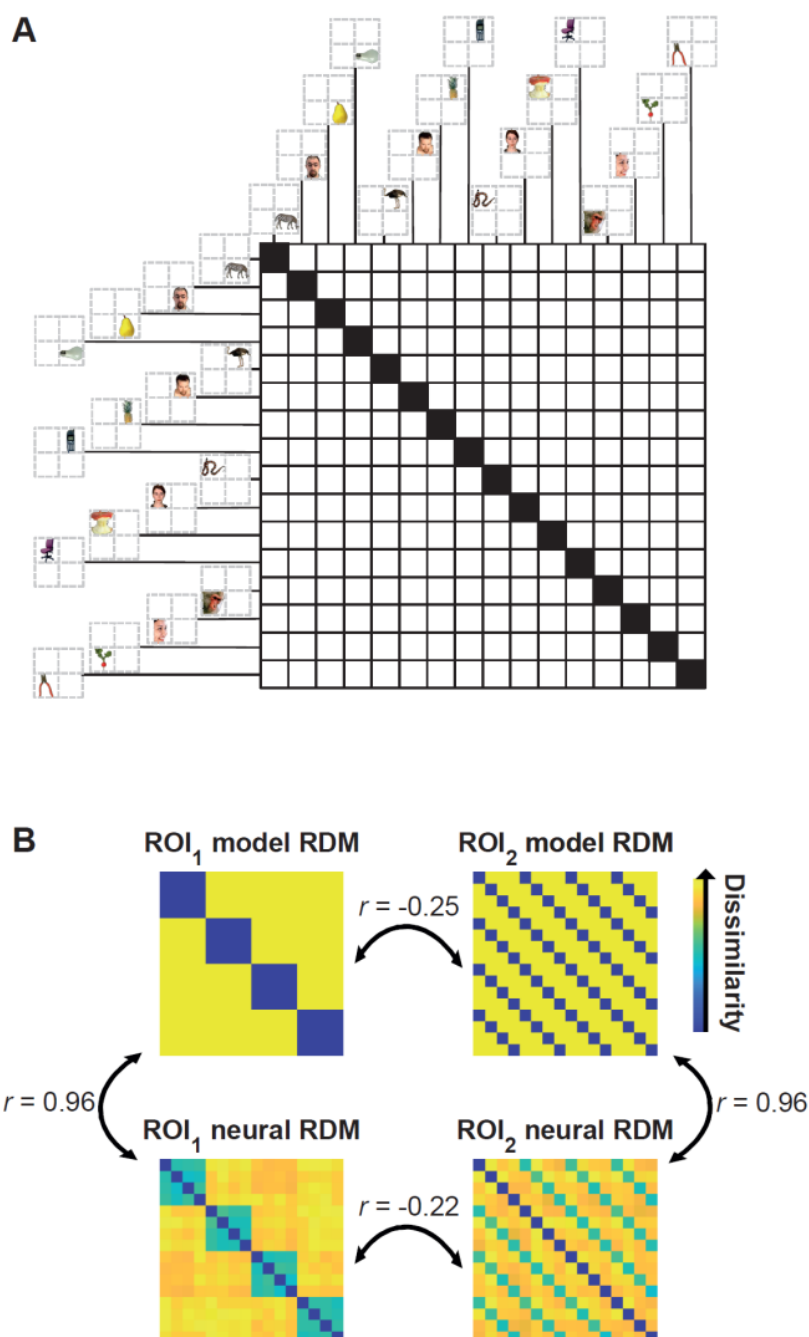 A
B
ROI1 model RDM
ROI2 model RDM
r = -0.25
Dissimilarity
r = 0.96
r = 0.96
ROI1 neural RDM
ROI2 neural RDM
r = -0.22